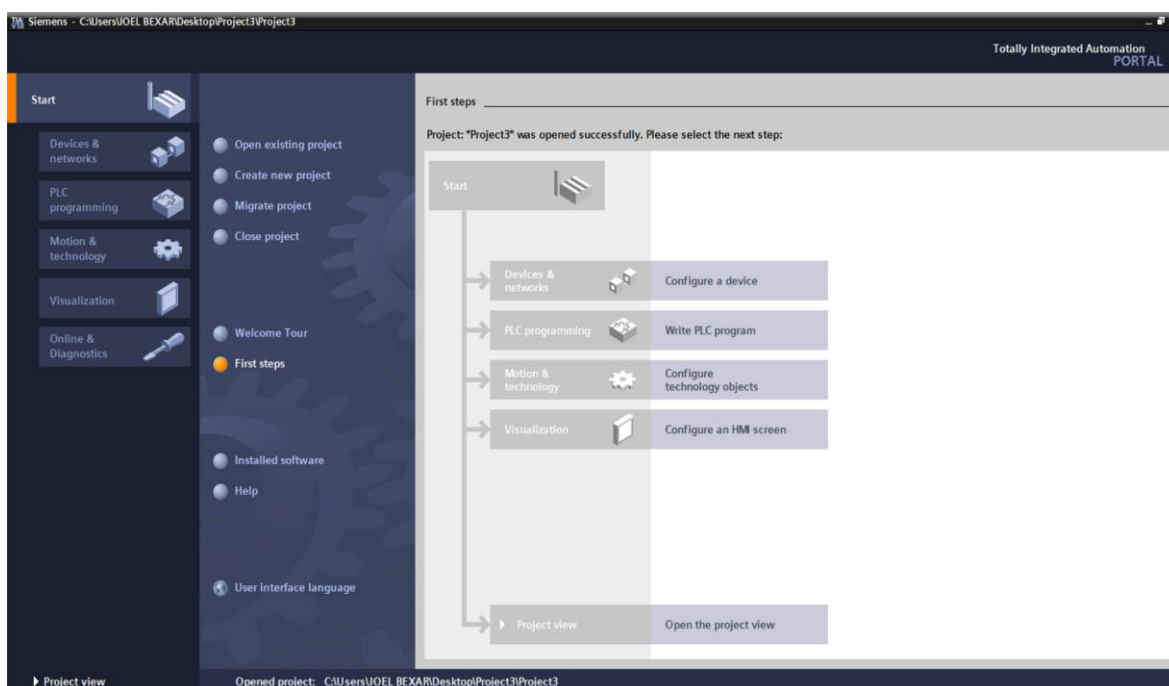 Siemens - C:\Users\JOEL BEXAR\Desktop\Project3\Project3
Totally Integrated Automation
PORTAL
Start
Devices &
networks
PLC
programming
Motion &
technology
Visualization
Online &
Diagnostics
Open existing project
Create new project
Migrate project
Close project
Welcome Tour
First steps
Installed software
Help
User interface language
First steps
Project: "Project3" was opened successfully. Please select the next step:
Start
Devices &
networks
Configure a device
PLC programming
Write PLC program
Motion &
technology
Configure
technology objects
Visualization
Configure an HMI screen
Project view
Open the project view
Project view
Opened project: C:\Users\JOEL BEXAR\Desktop\Project3\Project3